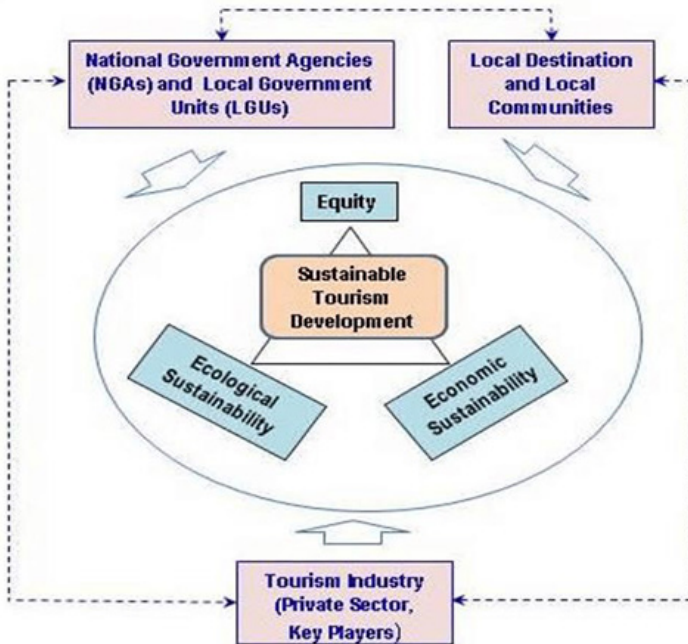 National Government Agencies
(NGAs) and Local Government
Units (LGUs)
Local Destination
and Local
Communities
Equity
Sustainable
Tourism
Development
Ecological
Sustainability
Economic
Sustainability
Tourism Industry
(Private Sector,
Key Players)